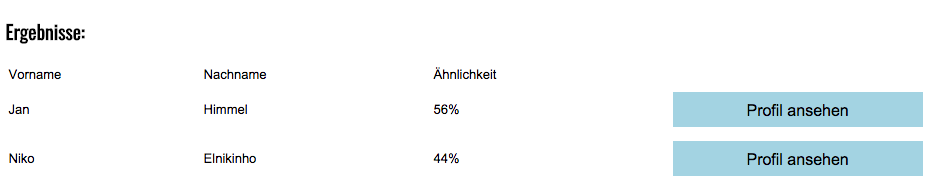 Ergebnisse:
Vorname Nachname Ähnlichkeit
Jan Himmel 56% Profil ansehen
Niko Elnikinho 44% Profil ansehen